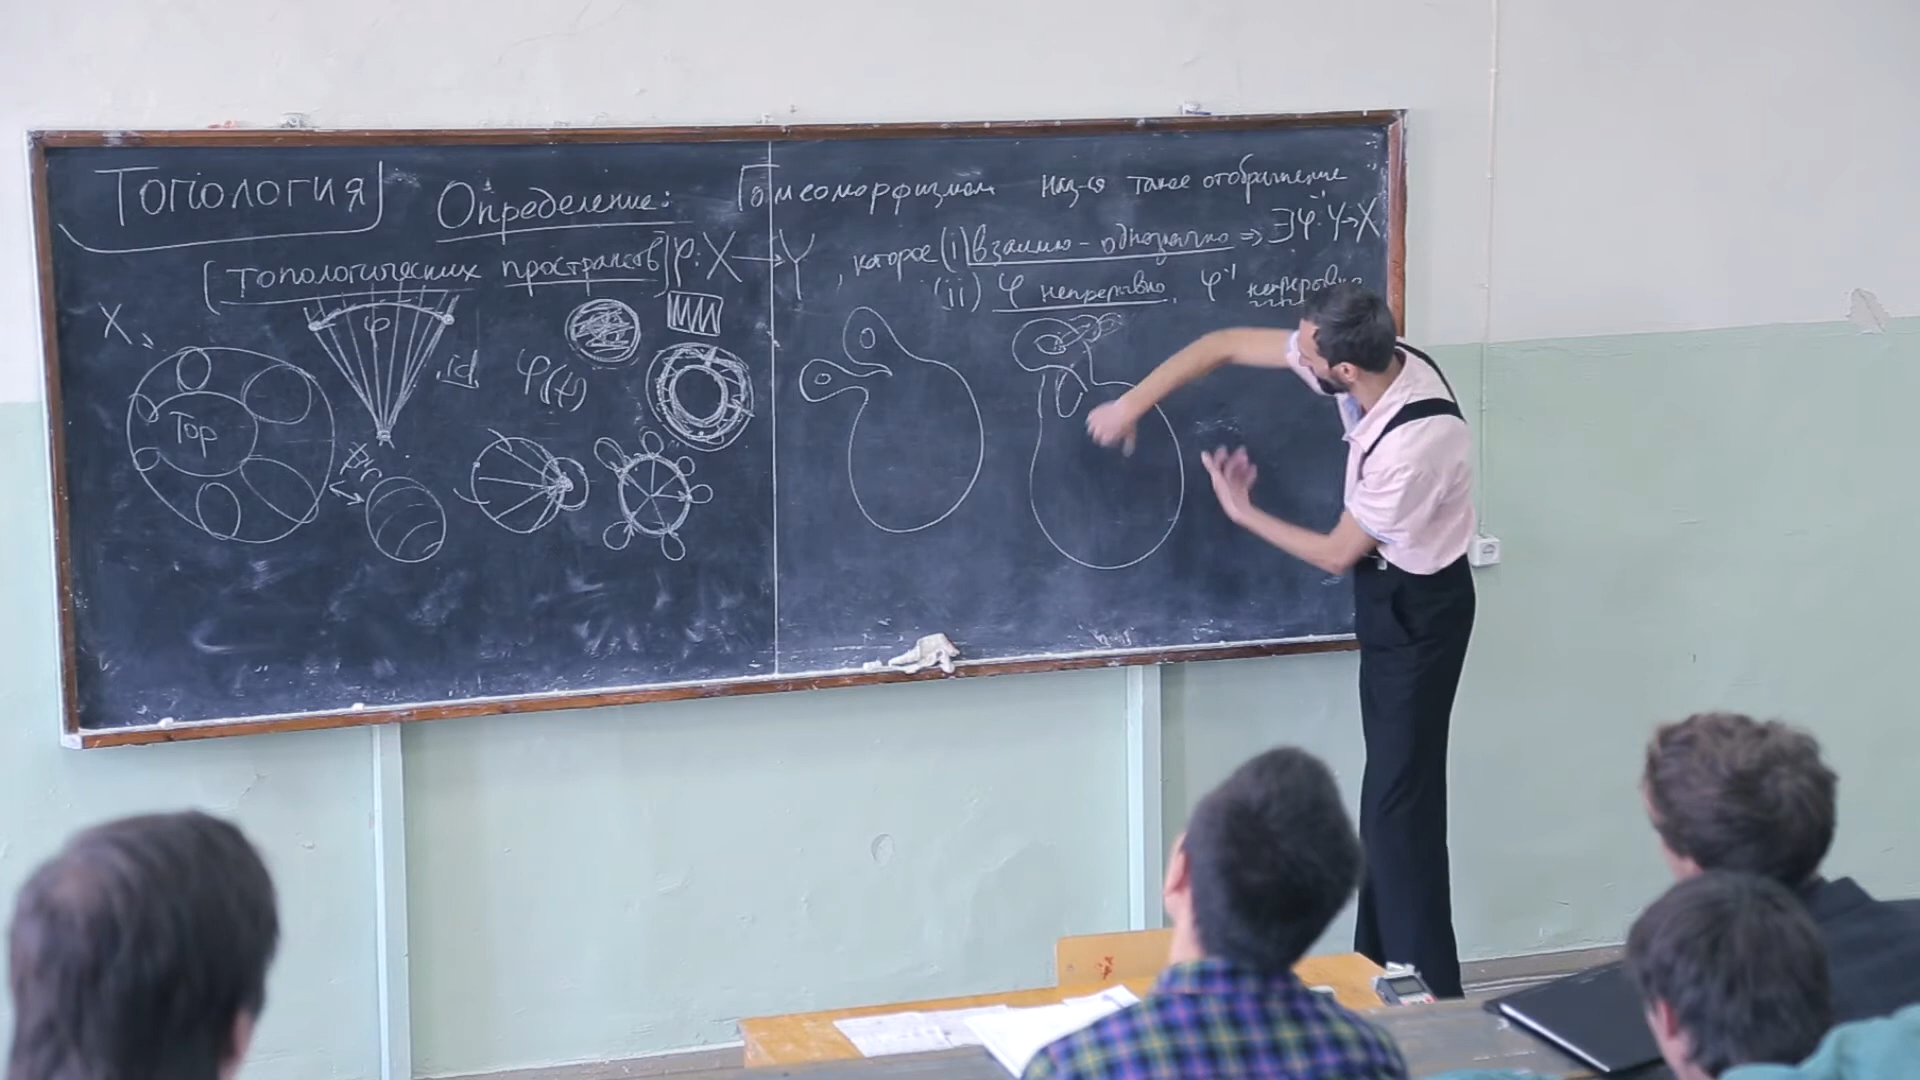 Топология
Определение: Гомеоморфизмом наз-ся такое отображение
[топологических пространств] φ: X → Y, которое (i) взаимно-однозначно ⇒ ∃φ⁻¹: Y→X
(ii) φ непрерывно, φ⁻¹ непрерывно
X,
φ
id
φ(x)
Top